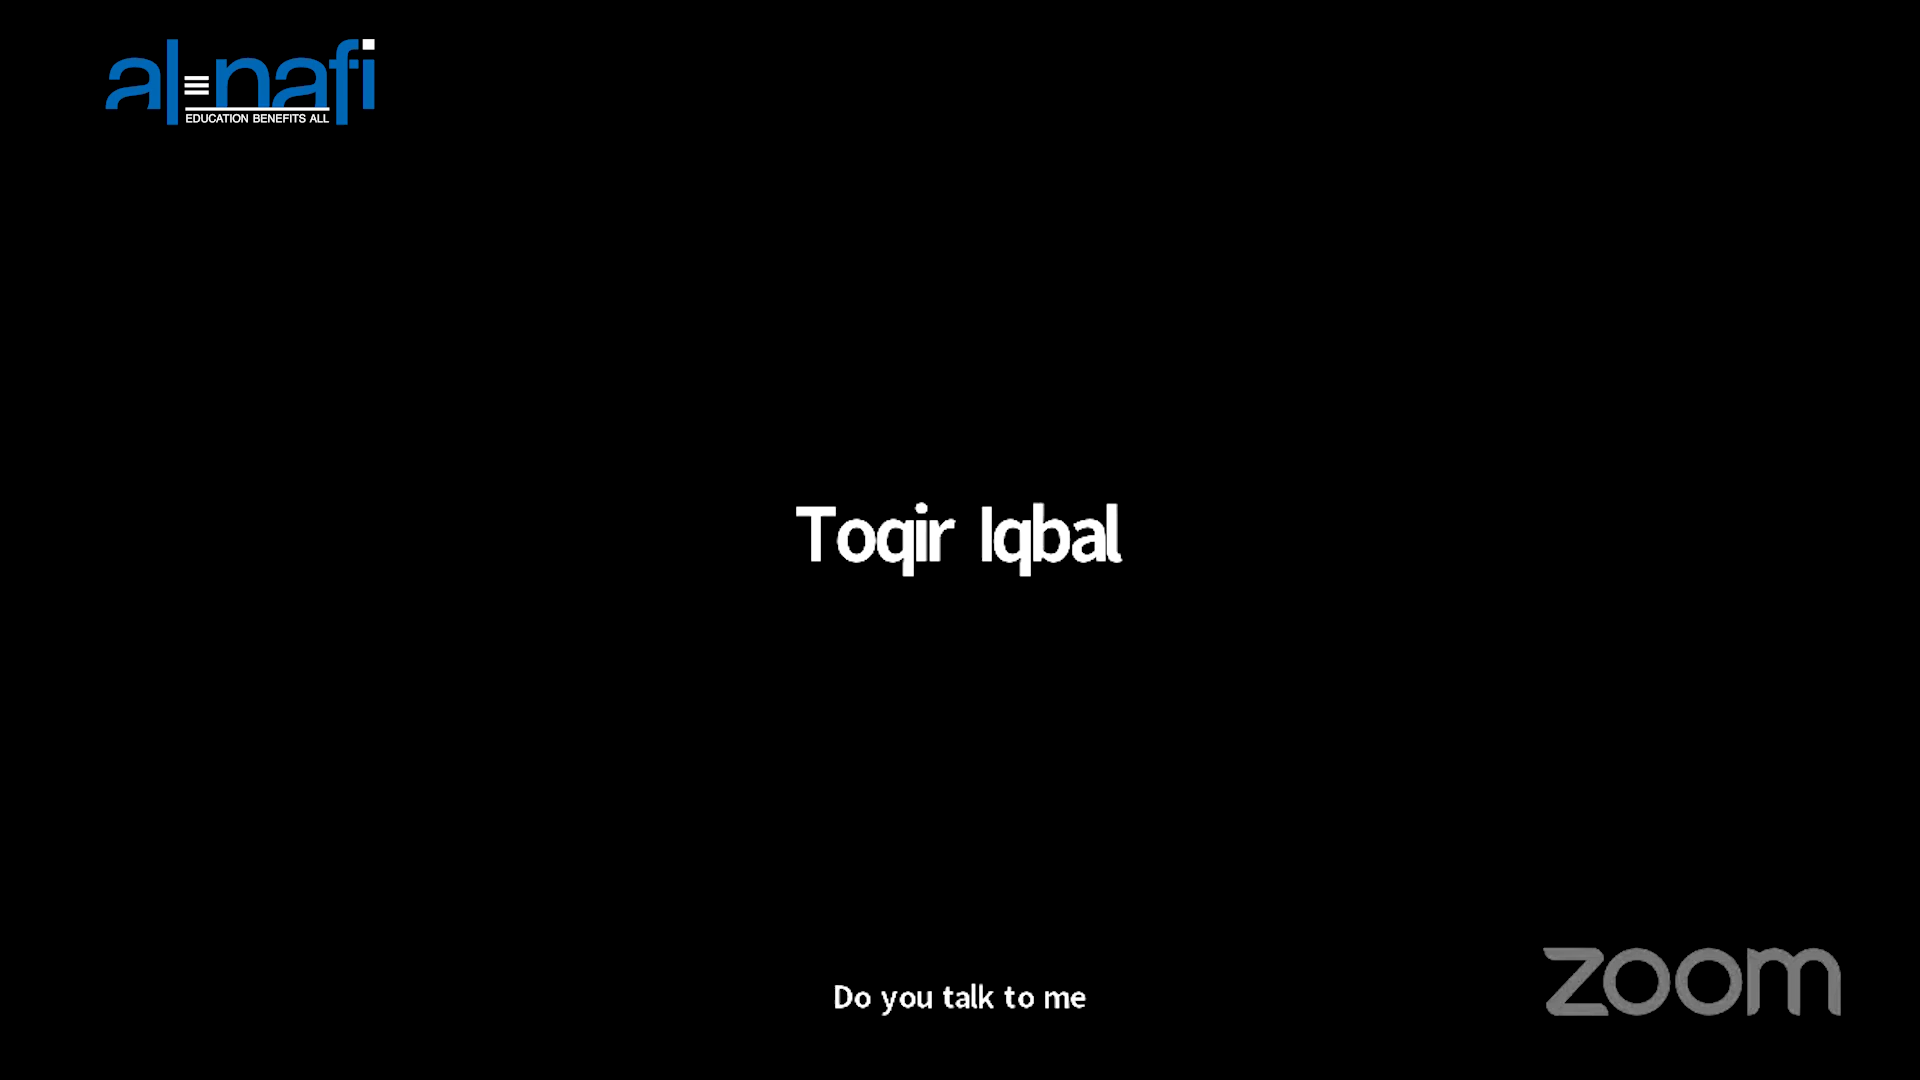 al-nafi
EDUCATION BENEFITS ALL
Toqir Iqbal
Do you talk to me
zoom